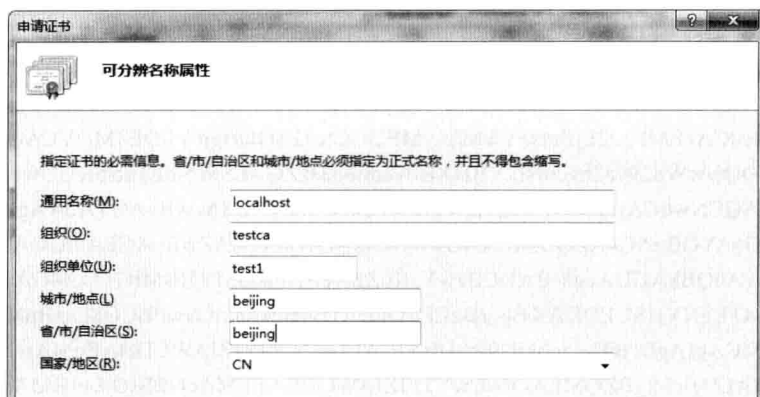 申请证书
可分辨名称属性
指定证书的必需信息。省/市/自治区和城市/地点必须指定为正式名称，并且不得包含缩写。
通用名称(M): localhost
组织(O): testca
组织单位(U): test1
城市/地点(L) beijing
省/市/自治区(S): beijing
国家/地区(R): CN